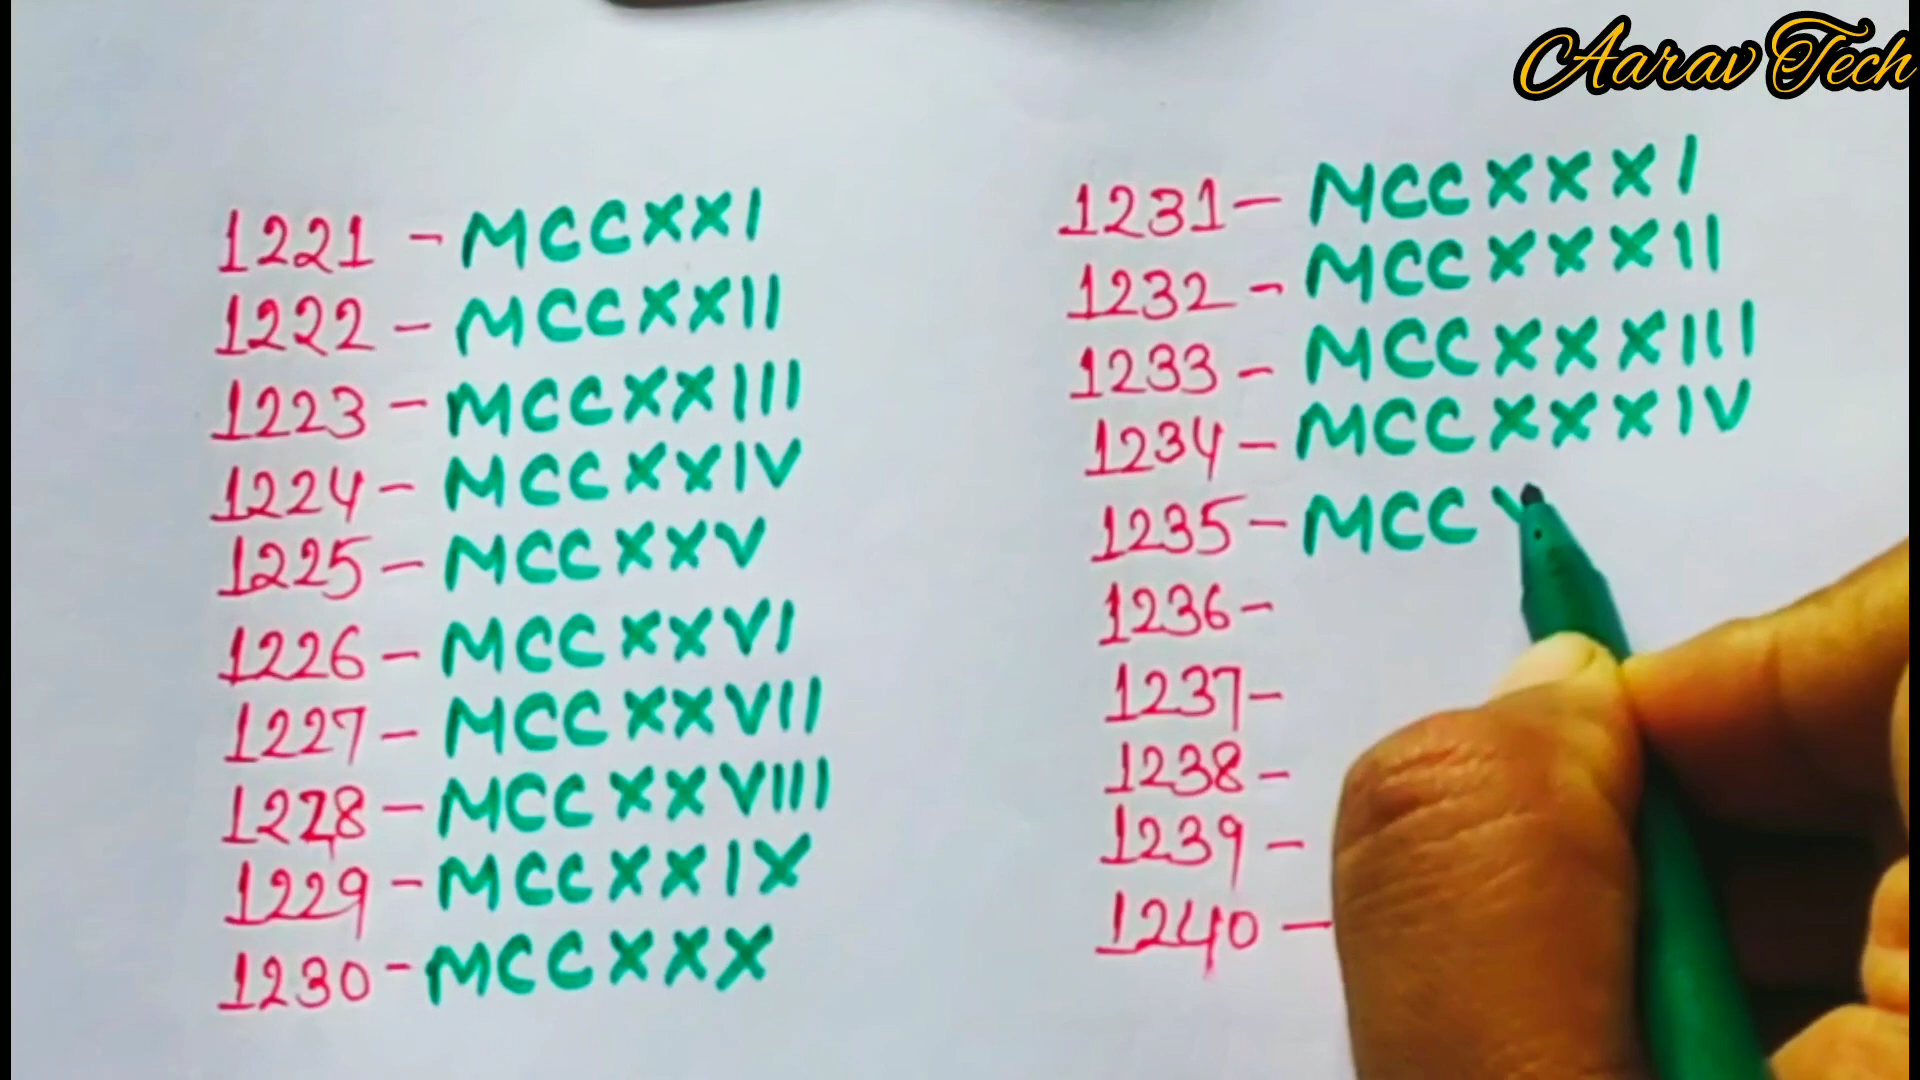 Aarav Tech
1221 - MCCXXI
1222 - MCCXXII
1223 - MCCXXIII
1224 - MCCXXIV
1225 - MCCXXV
1226 - MCCXXVI
1227 - MCCXXVII
1228 - MCCXXVIII
1229 - MCCXXIX
1230 - MCCXXX
1231 - MCCXXXI
1232 - MCCXXXII
1233 - MCCXXXIII
1234 - MCCXXXIV
1235 - MCC
1236 -
1237 -
1238 -
1239 -
1240 -